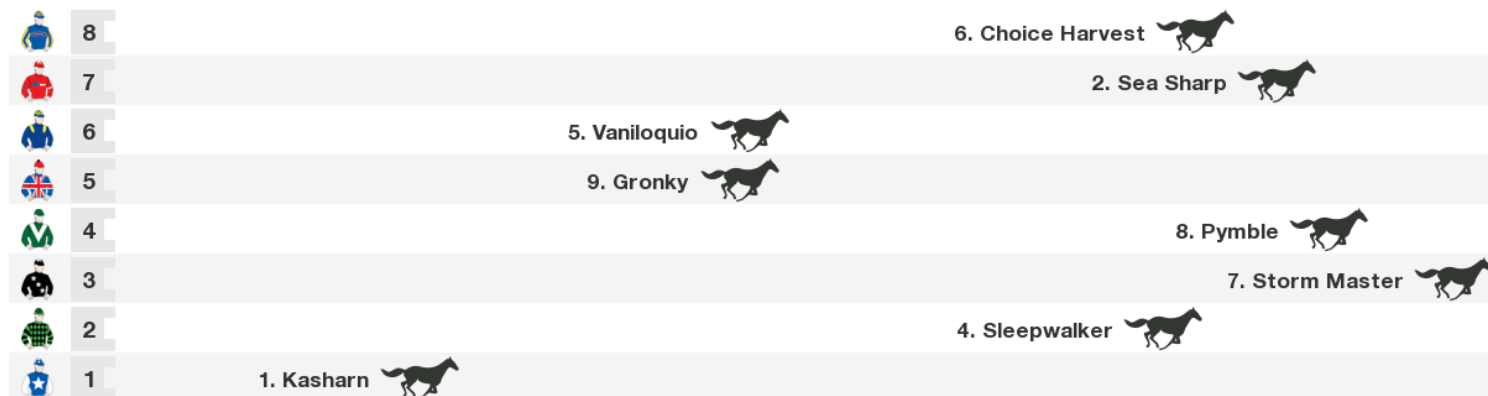 8 6. Choice Harvest
7 2. Sea Sharp
6 5. Vaniloquio
5 9. Gronky
4 8. Pymble
3 7. Storm Master
2 4. Sleepwalker
1 1. Kasharn